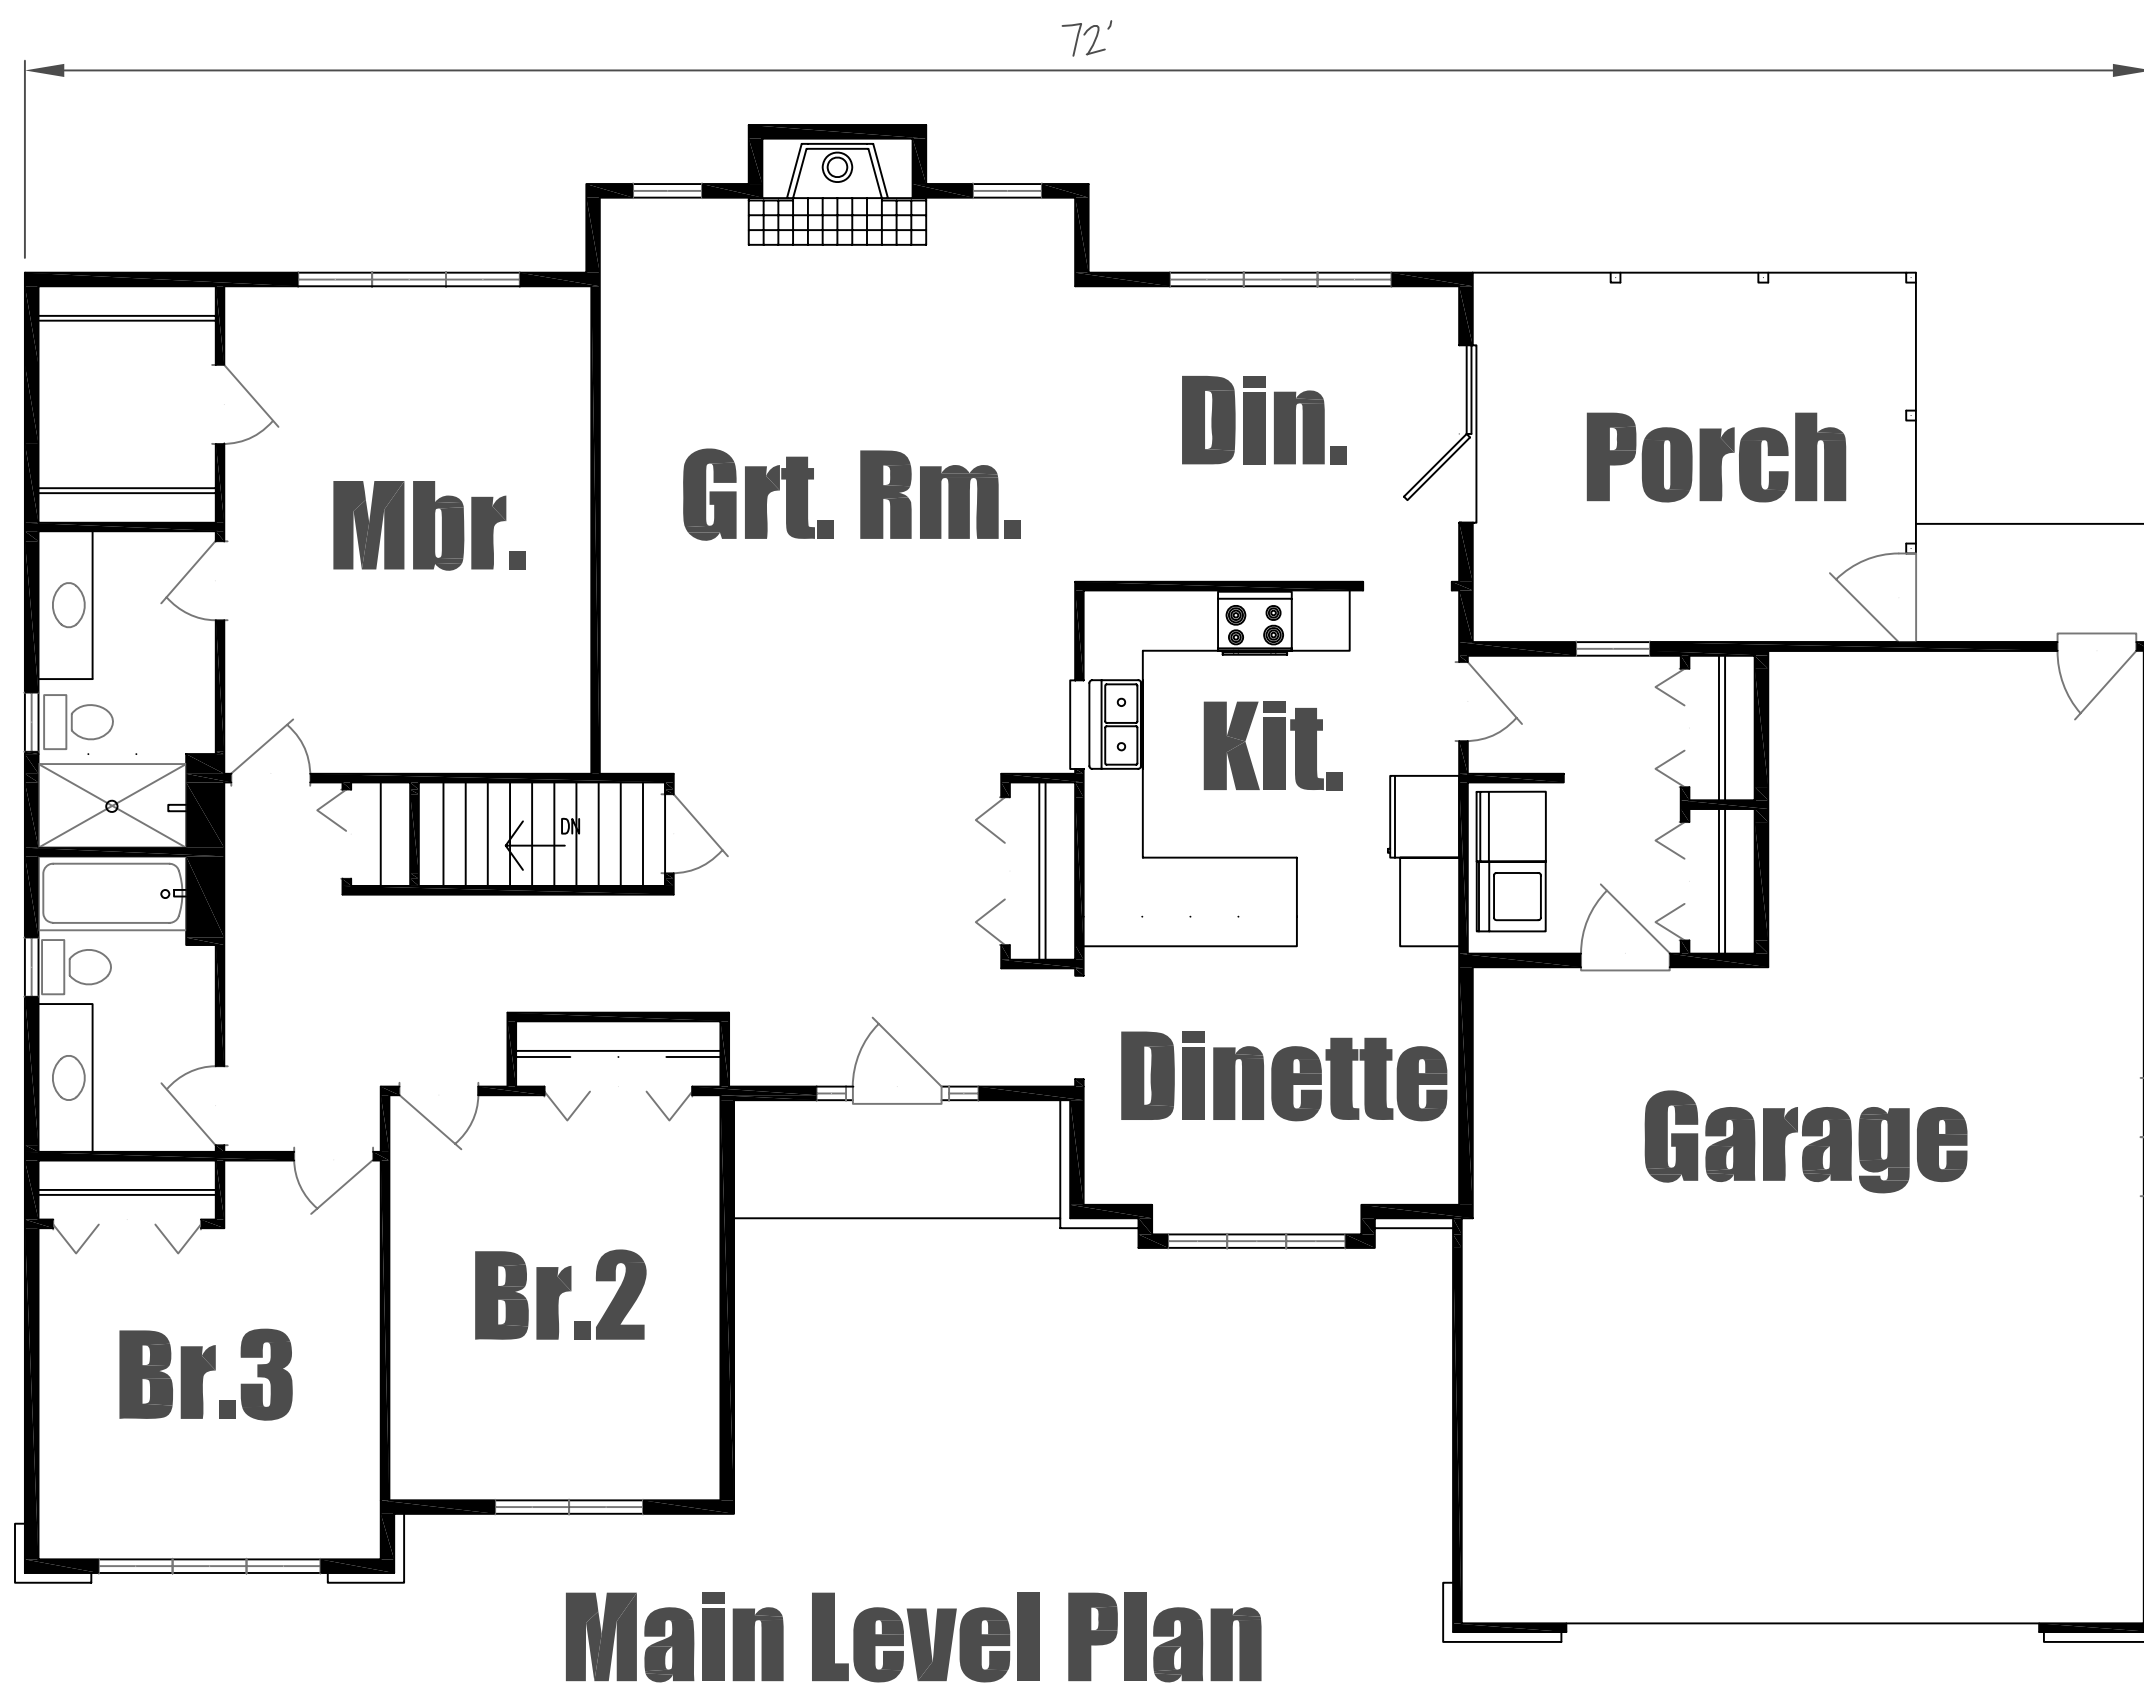 72'
Din.
Porch
Grt. Rm.
Mbr.
Kit.
DN
Dinette
Garage
Br.2
Br.3
Main Level Plan